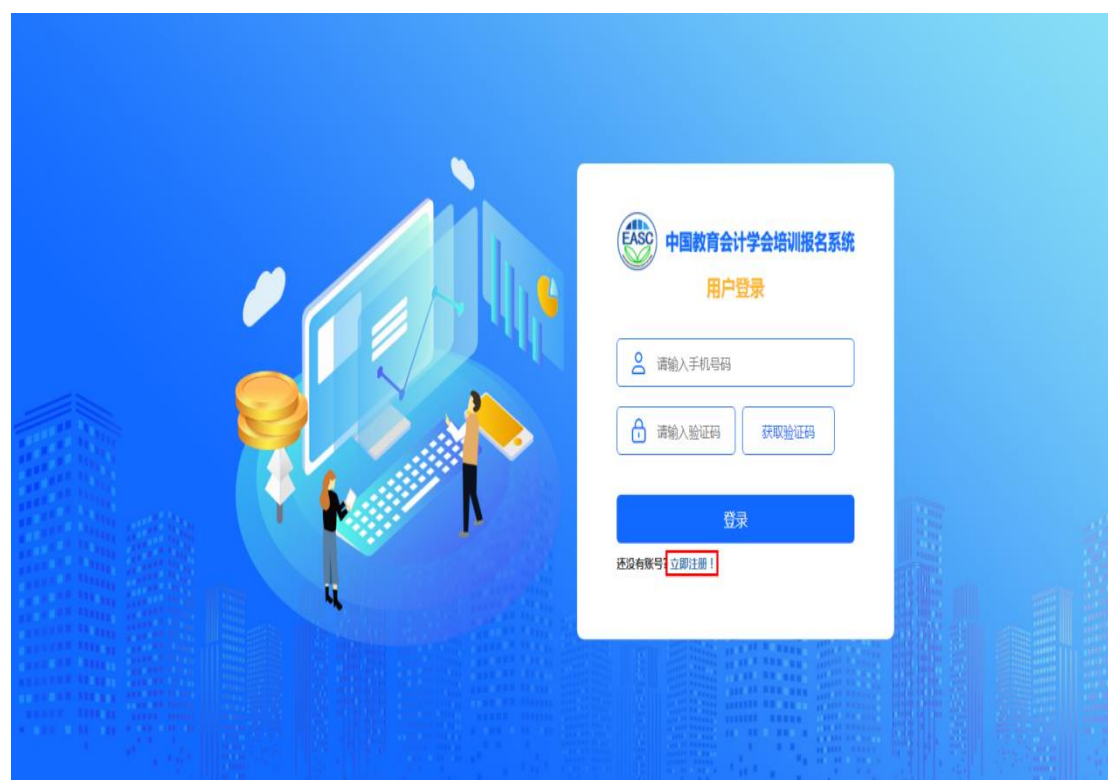 EASC
中国教育会计学会培训报名系统
用户登录
请输入手机号码
请输入验证码 获取验证码
登录
还没有账号? 立即注册！